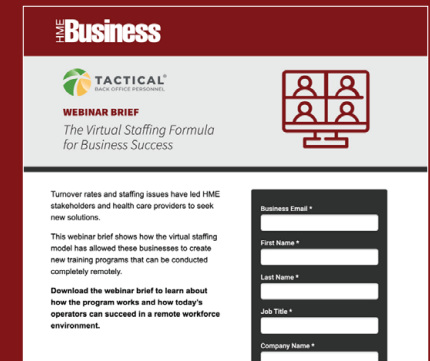 HME Business
TACTICAL®
BACK OFFICE PERSONNEL
WEBINAR BRIEF
The Virtual Staffing Formula
for Business Success
Turnover rates and staffing issues have led HME
stakeholders and health care providers to seek
new solutions.
This webinar brief shows how the virtual staffing
model has allowed these businesses to create
new training programs that can be conducted
completely remotely.
Download the webinar brief to learn about
how the program works and how today's
operators can succeed in a remote workforce
environment.
Business Email *
First Name *
Last Name *
Job Title *
Company Name *